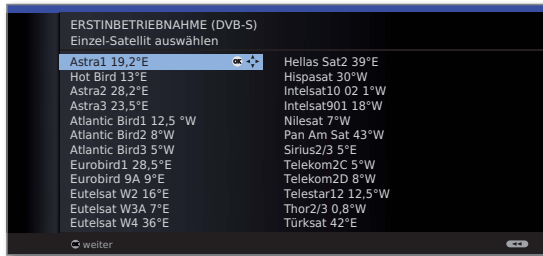 ERSTINBETRIEBNAHME (DVB-S)
Einzel-Satellit auswählen
Astra1 19,2°E OK
Hot Bird 13°E
Astra2 28,2°E
Astra3 23,5°E
Atlantic Bird1 12,5 °W
Atlantic Bird2 8°W
Atlantic Bird3 5°W
Eurobird1 28,5°E
Eurobird 9A 9°E
Eutelsat W2 16°E
Eutelsat W3A 7°E
Eutelsat W4 36°E
Hellas Sat2 39°E
Hispasat 30°W
Intelsat10 02 1°W
Intelsat901 18°W
Nilesat 7°W
Pan Am Sat 43°W
Sirius2/3 5°E
Telekom2C 5°W
Telekom2D 8°W
Telestar12 12,5°W
Thor2/3 0,8°W
Türksat 42°E
OK weiter